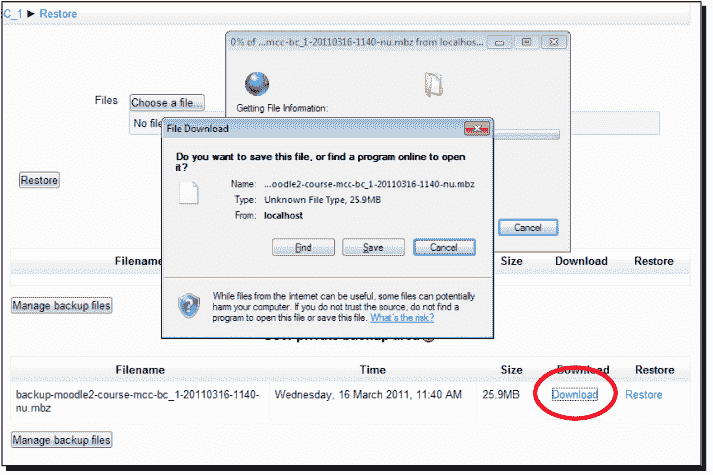 C_1 ► Restore
0% of ...mcc-bc_1-20110316-1140-nu.mbz from localhos...
Getting File Information:
Files Choose a file...
No file
File Download
Do you want to save this file, or find a program online to open
it?
Name: ...oodle2-course-mcc-bc_1-20110316-1140-nu.mbz
Type: Unknown File Type, 25.9MB
From: localhost
Find Save Cancel
Cancel
Restore
Filename Size Download Restore
Manage backup files
While files from the Internet can be useful, some files can potentially
harm your computer. If you do not trust the source, do not find a
program to open this file or save this file. What's the risk?
User private backup area
Filename Time Size Download Restore
backup-moodle2-course-mcc-bc_1-20110316-1140-
nu.mbz
Wednesday, 16 March 2011, 11:40 AM 25.9MB Download Restore
Manage backup files